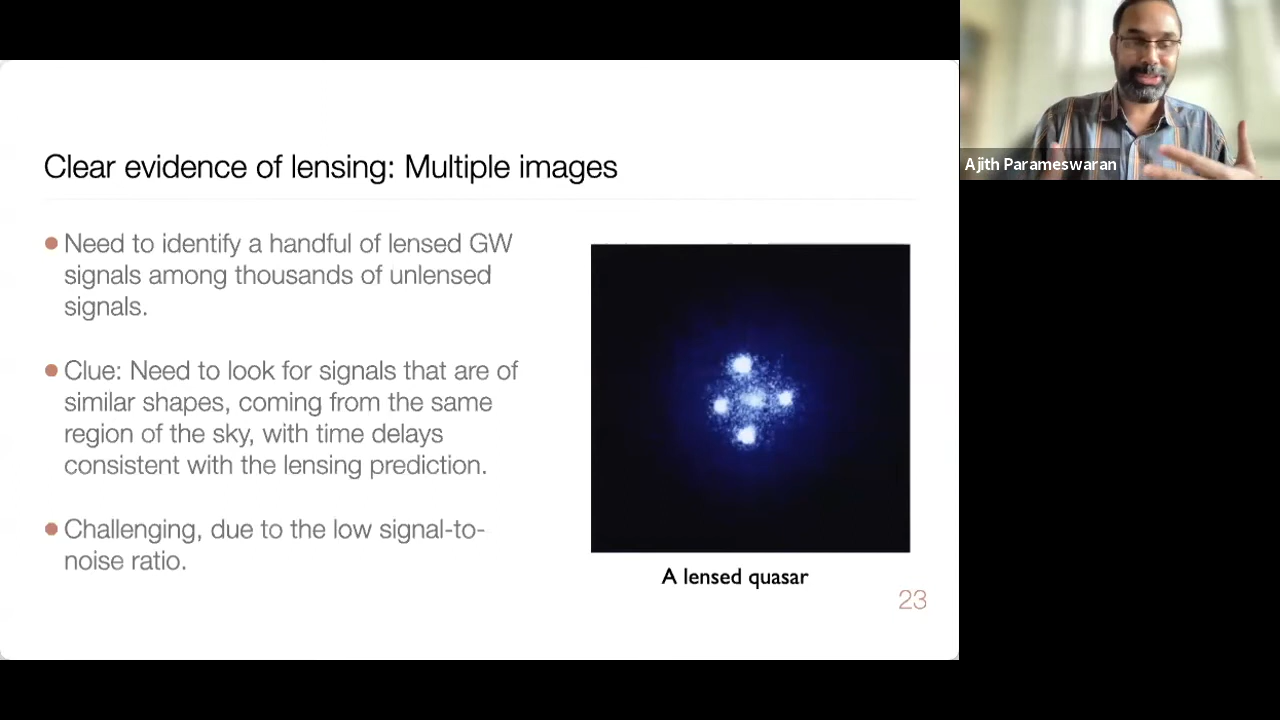 Clear evidence of lensing: Multiple images
Need to identify a handful of lensed GW
signals among thousands of unlensed
signals.
Clue: Need to look for signals that are of
similar shapes, coming from the same
region of the sky, with time delays
consistent with the lensing prediction.
Challenging, due to the low signal-to-
noise ratio.
A lensed quasar
23
Ajith Parameswaran